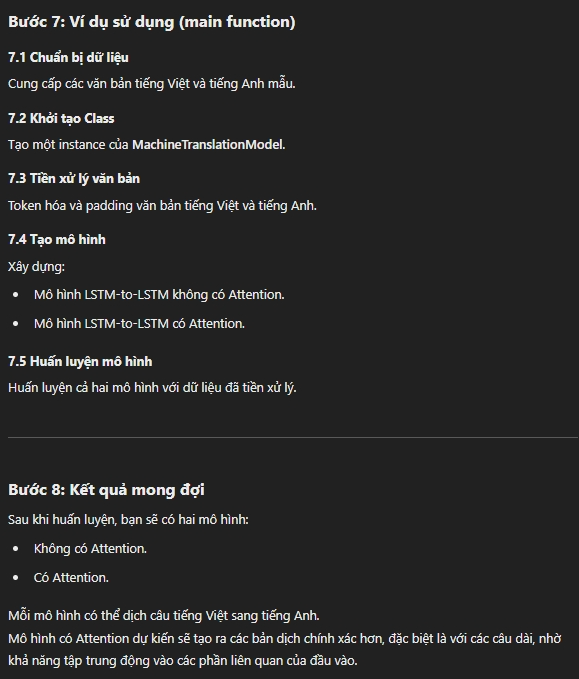 Bước 7: Ví dụ sử dụng (main function)
7.1 Chuẩn bị dữ liệu
Cung cấp các văn bản tiếng Việt và tiếng Anh mẫu.
7.2 Khởi tạo Class
Tạo một instance của MachineTranslationModel.
7.3 Tiền xử lý văn bản
Token hóa và padding văn bản tiếng Việt và tiếng Anh.
7.4 Tạo mô hình
Xây dựng:
• Mô hình LSTM-to-LSTM không có Attention.
• Mô hình LSTM-to-LSTM có Attention.
7.5 Huấn luyện mô hình
Huấn luyện cả hai mô hình với dữ liệu đã tiền xử lý.
Bước 8: Kết quả mong đợi
Sau khi huấn luyện, bạn sẽ có hai mô hình:
• Không có Attention.
• Có Attention.
Mỗi mô hình có thể dịch câu tiếng Việt sang tiếng Anh.
Mô hình có Attention dự kiến sẽ tạo ra các bản dịch chính xác hơn, đặc biệt là với các câu dài, nhờ
khả năng tập trung động vào các phần liên quan của đầu vào.